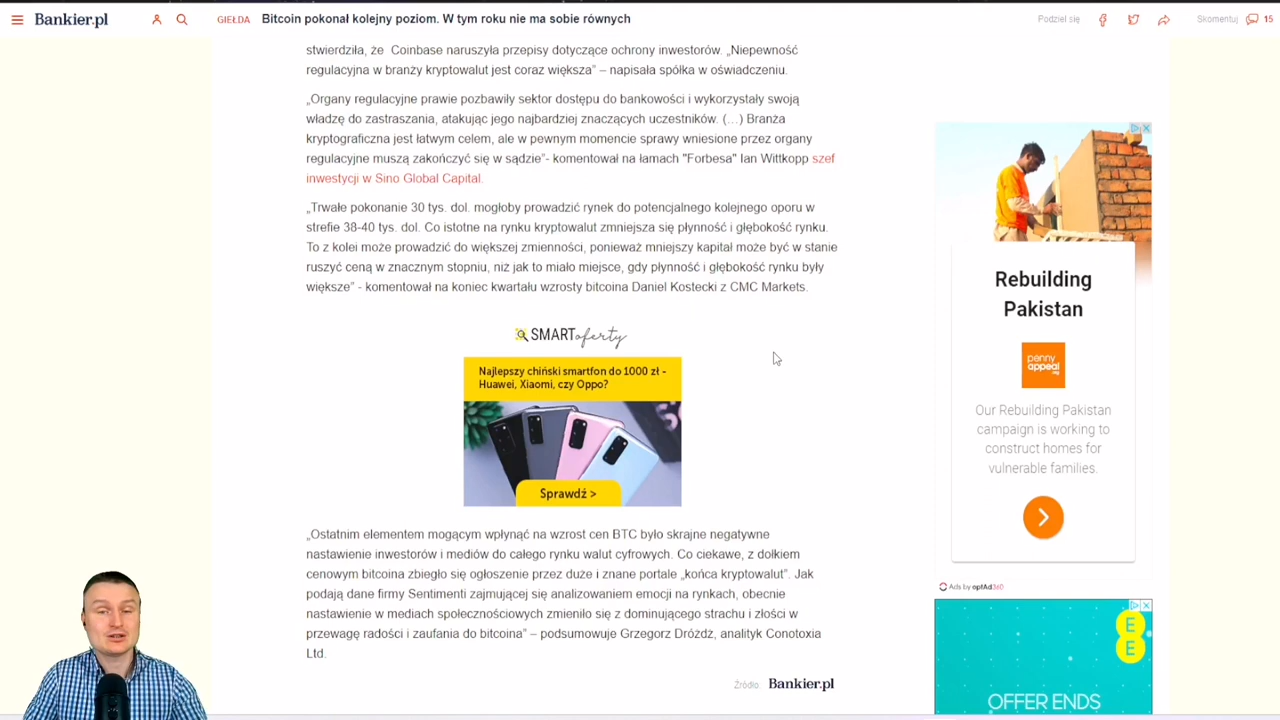 Bankier.pl
GIEŁDA Bitcoin pokonał kolejny poziom. W tym roku nie ma sobie równych
Podziel się
Skomentuj 15
stwierdziła, że Coinbase naruszyła przepisy dotyczące ochrony inwestorów. „Niepewność
regulacyjna w branży kryptowalut jest coraz większa” – napisała spółka w oświadczeniu.
„Organy regulacyjne prawie pozbawiły sektor dostępu do bankowości i wykorzystały swoją
władzę do zastraszania, atakując jego najbardziej znaczących uczestników. (…) Branża
kryptograficzna jest łatwym celem, ale w pewnym momencie sprawy wniesione przez organy
regulacyjne muszą zakończyć się w sądzie”- komentował na łamach "Forbesa" Ian Wittkopp szef
inwestycji w Sino Global Capital.
„Trwałe pokonanie 30 tys. dol. mogłoby prowadzić rynek do potencjalnego kolejnego oporu w
strefie 38-40 tys. dol. Co istotne na rynku kryptowalut zmniejsza się płynność i głębokość rynku.
To z kolei może prowadzić do większej zmienności, ponieważ mniejszy kapitał może być w stanie
ruszyć ceną w znacznym stopniu, niż jak to miało miejsce, gdy płynność i głębokość rynku były
większe” - komentował na koniec kwartału wzrosty bitcoina Daniel Kostecki z CMC Markets.
SMARToferty
Najlepszy chiński smartfon do 1000 zł -
Huawei, Xiaomi, czy Oppo?
Sprawdź >
„Ostatnim elementem mogącym wpłynąć na wzrost cen BTC było skrajne negatywne
nastawienie inwestorów i mediów do całego rynku walut cyfrowych. Co ciekawe, z dołkiem
cenowym bitcoina zbiegło się ogłoszenie przez duże i znane portale „końca kryptowalut”. Jak
podają dane firmy Sentimenti zajmującej się analizowaniem emocji na rynkach, obecnie
nastawienie w mediach społecznościowych zmieniło się z dominującego strachu i złości w
przewagę radości i zaufania do bitcoina” – podsumowuje Grzegorz Dróżdż, analityk Conotoxia
Ltd.
Źródło: Bankier.pl
Rebuilding
Pakistan
penny
appeal.org
Our Rebuilding Pakistan
campaign is working to
construct homes for
vulnerable families.
Ads by optAd360
EE
OFFER ENDS